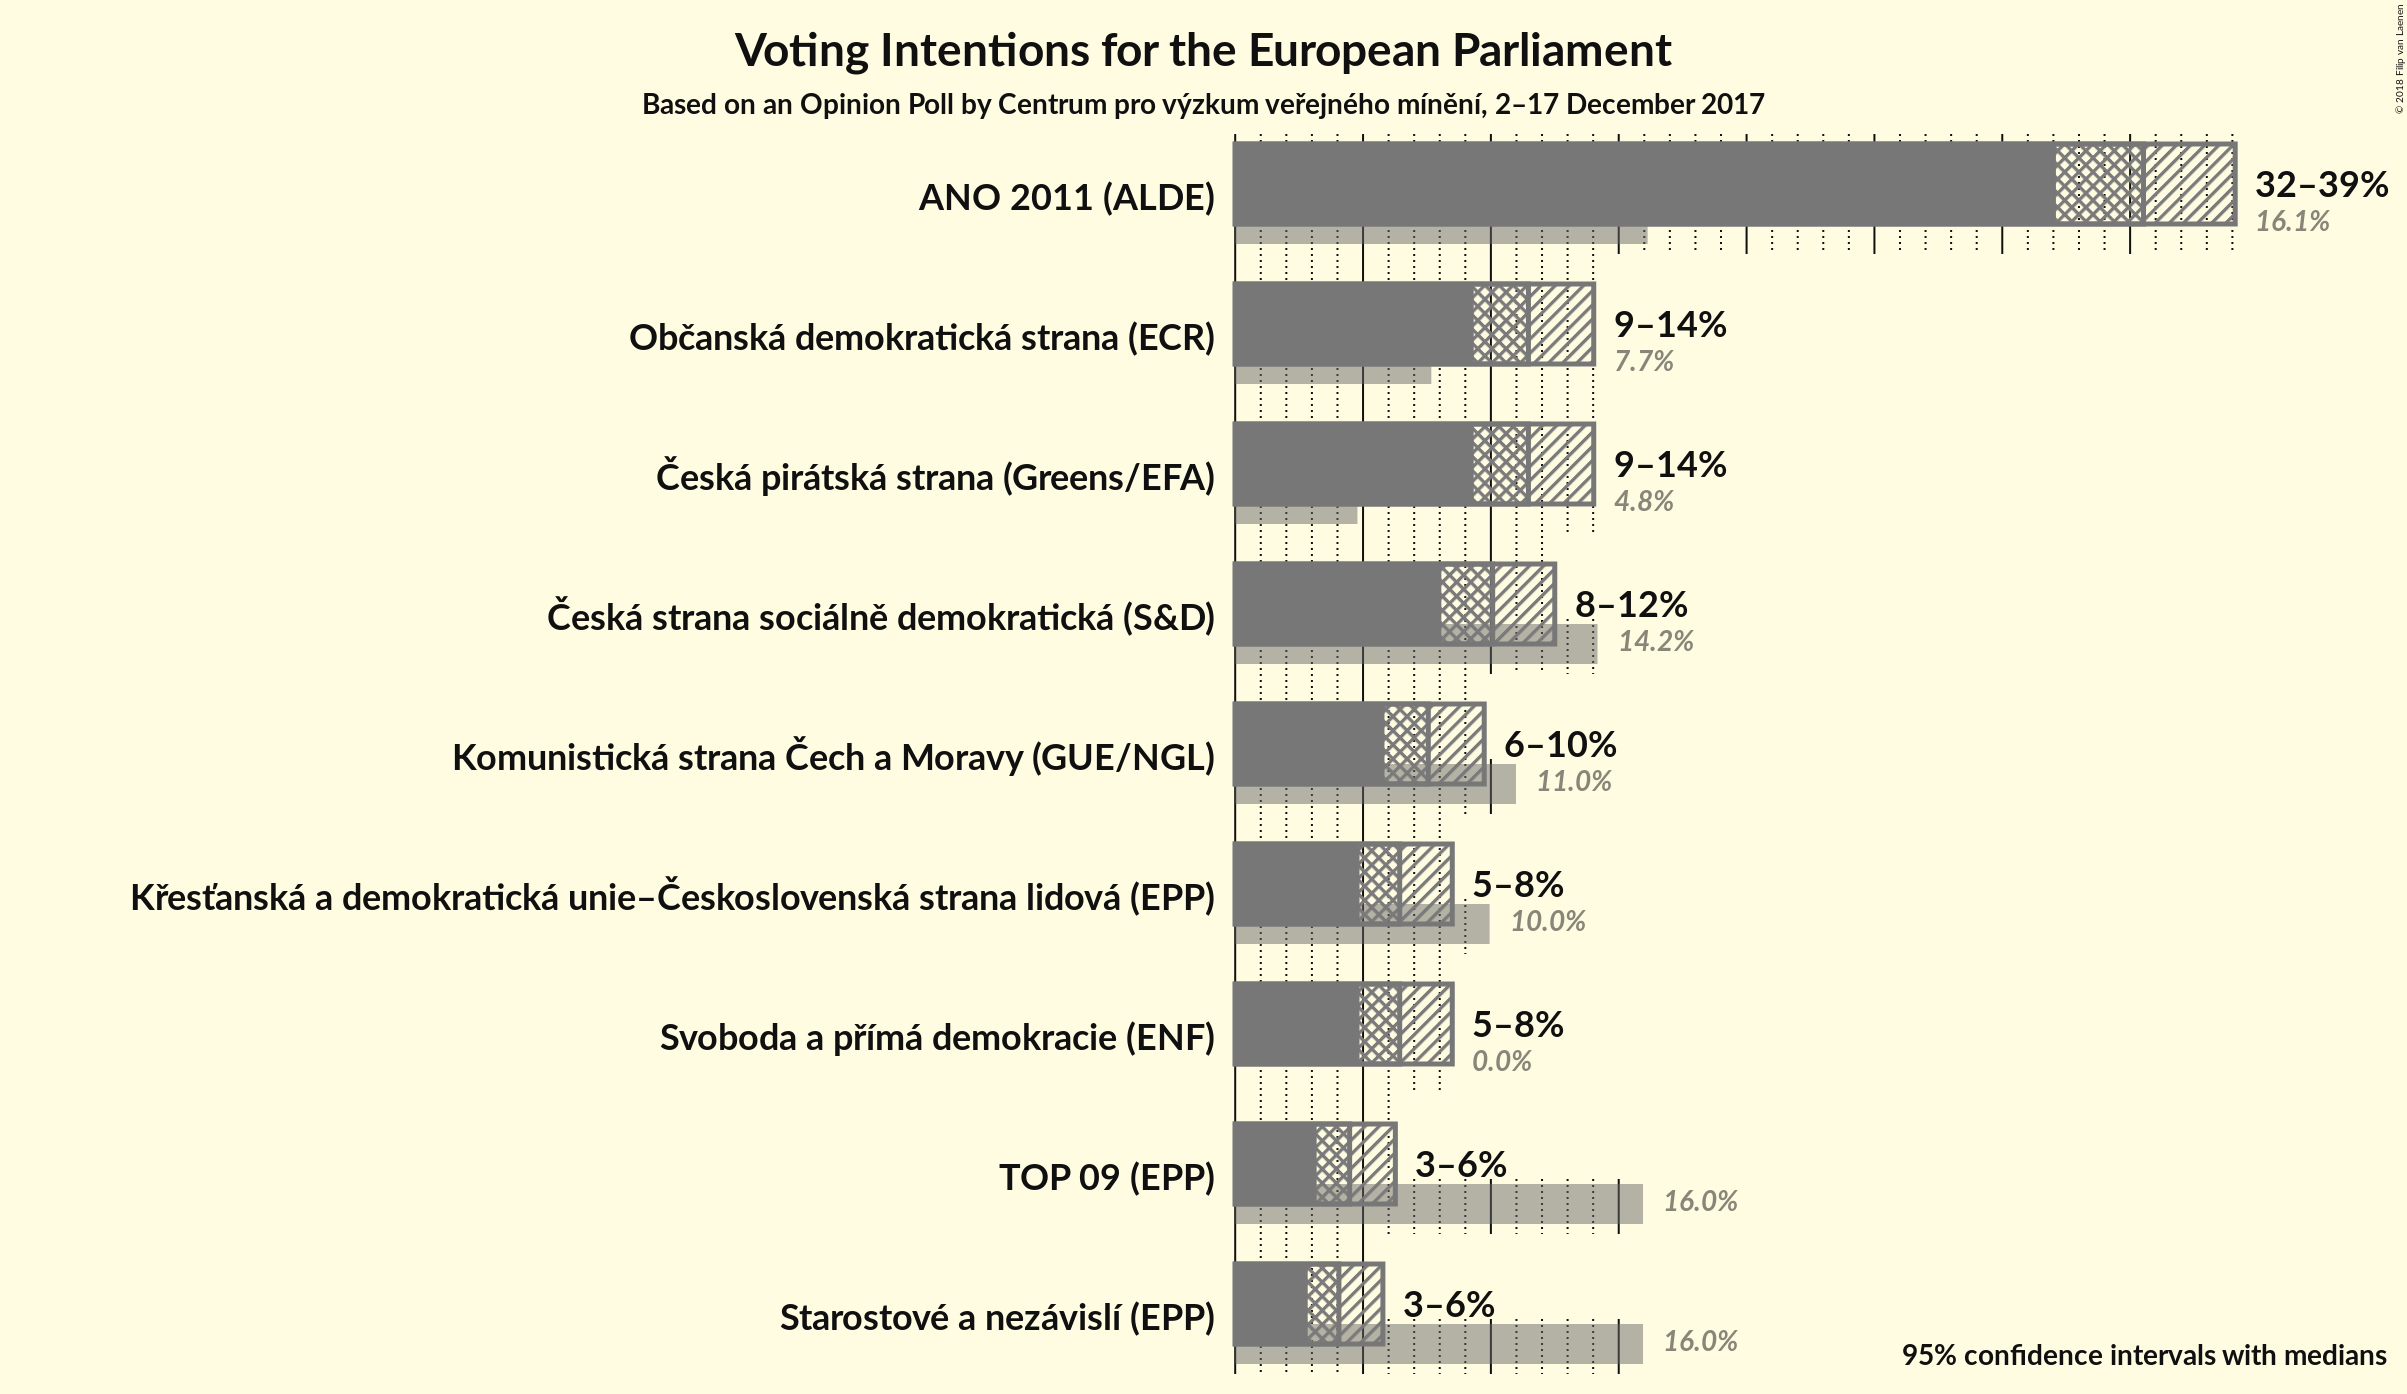 Voting Intentions for the European Parliament
Based on an Opinion Poll by Centrum pro výzkum veřejného mínění, 2–17 December 2017
© 2018 Filip van Laenen
ANO 2011 (ALDE)
32–39%
16.1%
Občanská demokratická strana (ECR)
9–14%
7.7%
Česká pirátská strana (Greens/EFA)
9–14%
4.8%
Česká strana sociálně demokratická (S&D)
8–12%
14.2%
Komunistická strana Čech a Moravy (GUE/NGL)
6–10%
11.0%
Křesťanská a demokratická unie–Československá strana lidová (EPP)
5–8%
10.0%
Svoboda a přímá demokracie (ENF)
5–8%
0.0%
TOP 09 (EPP)
3–6%
16.0%
Starostové a nezávislí (EPP)
3–6%
16.0%
95% confidence intervals with medians